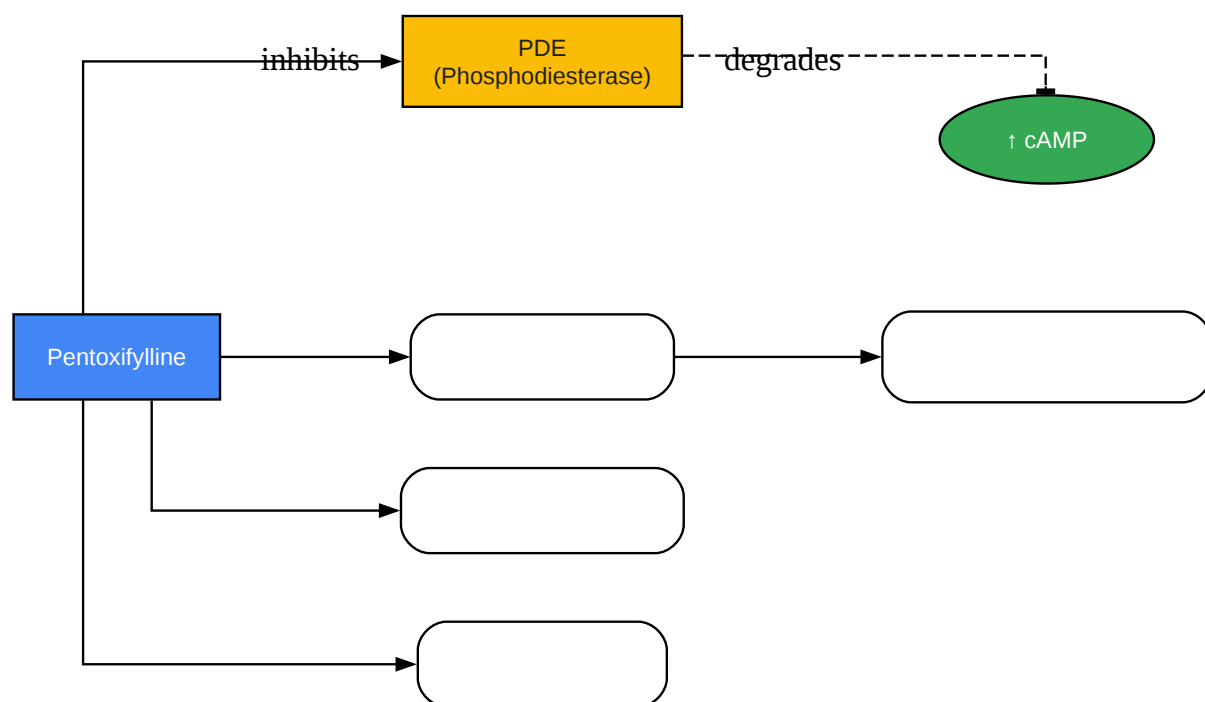 inhibits
PDE
(Phosphodiesterase)
degrades
↑ cAMP
Pentoxifylline